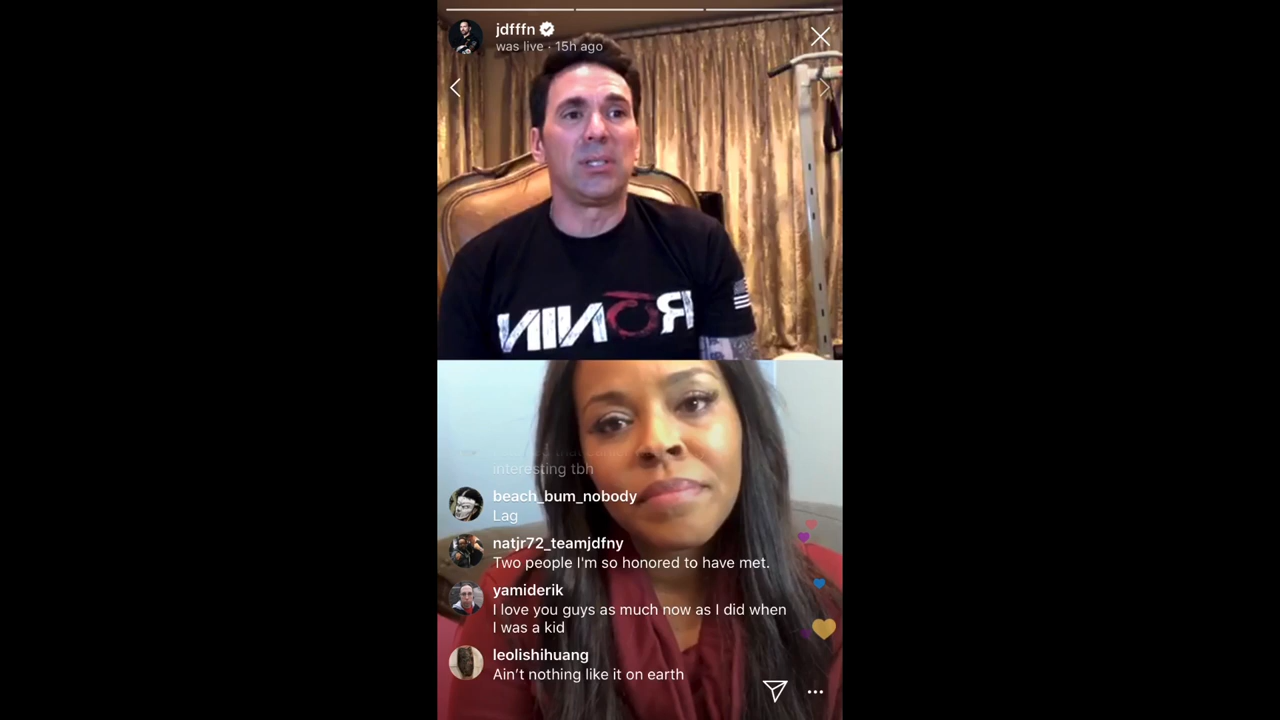 jdfffn
was live · 15h ago
RONIN
interesting tbh
beach_bum_nobody
Lag
natjr72_teamjdfny
Two people I'm so honored to have met.
yamiderik
I love you guys as much now as I did when
I was a kid
leolishihuang
Ain't nothing like it on earth